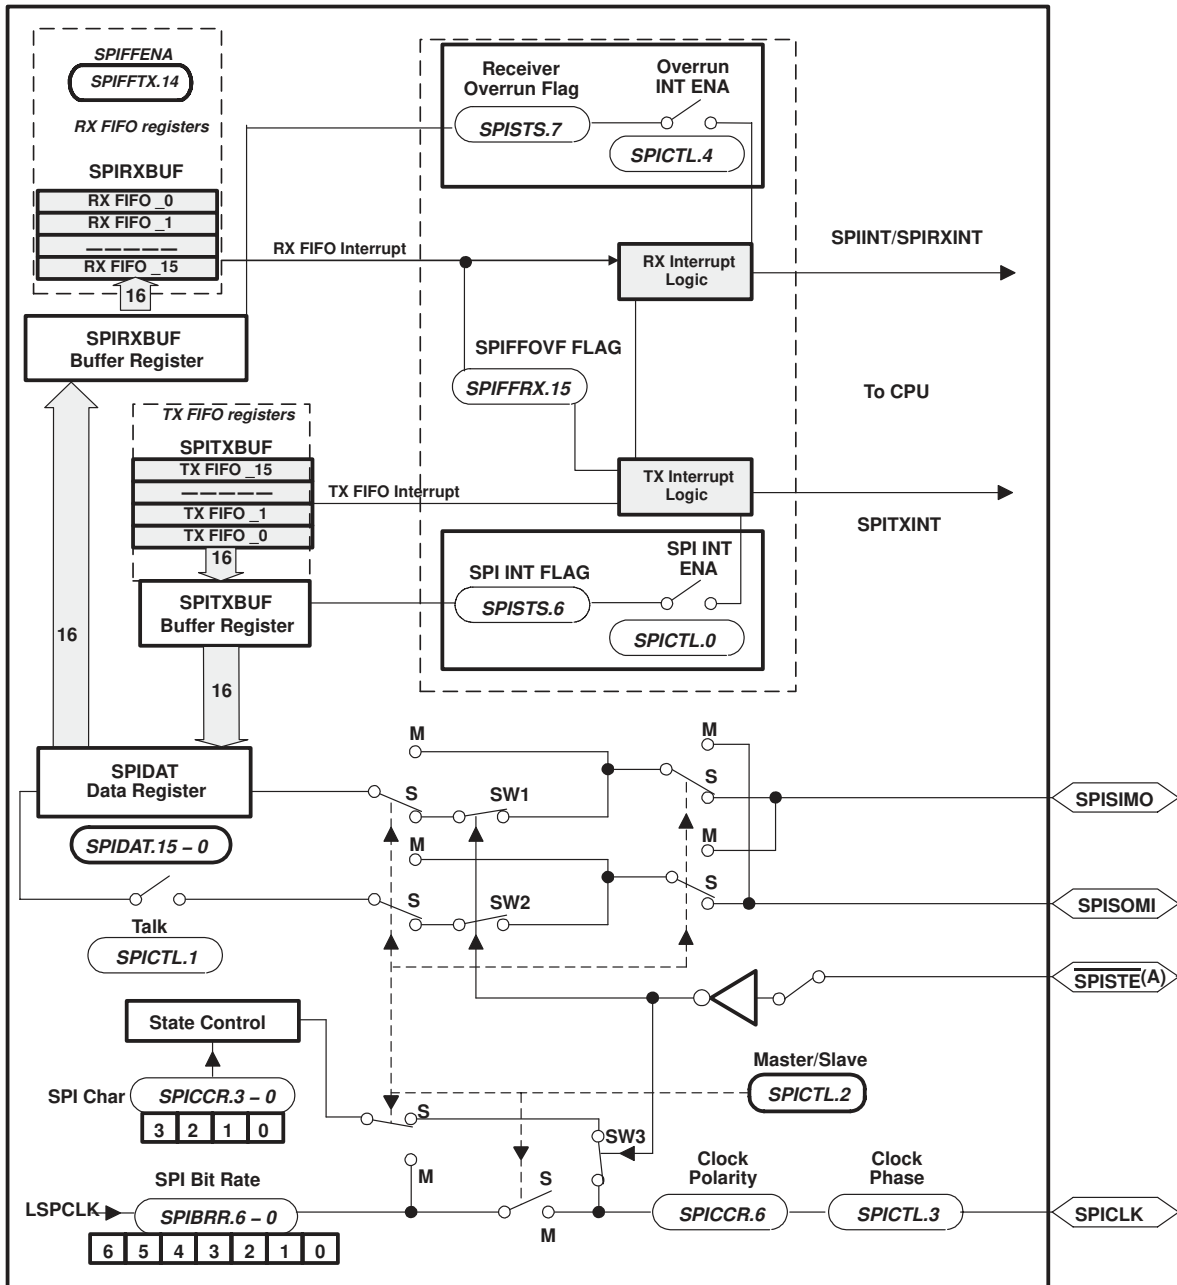 SPIFFENA
SPIFFTX.14
RX FIFO registers
SPIRXBUF
RX FIFO _0
RX FIFO _1
—————
RX FIFO _15
16
SPIRXBUF
Buffer Register
Receiver
Overrun Flag
SPISTS.7
Overrun
INT ENA
SPICTL.4
RX FIFO Interrupt
RX Interrupt
Logic
SPIINT/SPIRXINT
SPIFFOVF FLAG
SPIFFRX.15
To CPU
TX FIFO registers
SPITXBUF
TX FIFO _15
—————
TX FIFO _1
TX FIFO _0
16
TX FIFO Interrupt
TX Interrupt
Logic
SPITXINT
SPITXBUF
Buffer Register
SPI INT FLAG
SPISTS.6
SPI INT
ENA
SPICTL.0
16
16
SPIDAT
Data Register
SPIDAT.15 – 0
M
S
SW1
M
S
SPISIMO
M
S
SW2
M
S
SPISOMI
Talk
SPICTL.1
SPISTE(A)
State Control
Master/Slave
SPICTL.2
SPI Char
SPICCR.3 – 0
3 2 1 0
S
M
SW3
SPI Bit Rate
LSPCLK
SPIBRR.6 – 0
6 5 4 3 2 1 0
S
M
Clock
Polarity
SPICCR.6
Clock
Phase
SPICTL.3
SPICLK